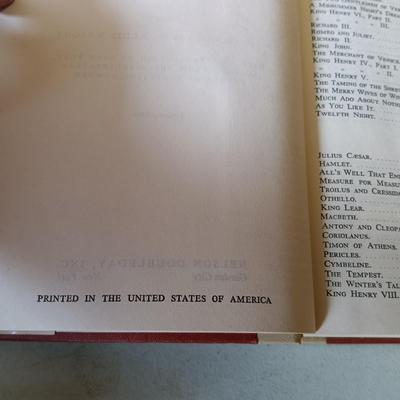 PRINTED IN THE UNITED STATES OF AMERICA
NELSON DOUBLEDAY, INC.
Garden City New York
A MIDSUMMER NIGHT'S DREA
KING HENRY VI., PART II.
" " " " III.
RICHARD III.
ROMEO AND JULIET.
RICHARD II.
KING JOHN.
THE MERCHANT OF VENICE.
KING HENRY IV., PART I.
KING HENRY V.
THE TAMING OF THE SHRE
THE MERRY WIVES OF WIN
MUCH ADO ABOUT NOTH
AS YOU LIKE IT.
TWELFTH NIGHT.
JULIUS CÆSAR.
HAMLET.
ALL'S WELL THAT EN
MEASURE FOR MEASU
TROILUS AND CRESSID
OTHELLO.
KING LEAR.
MACBETH.
ANTONY AND CLEOP
CORIOLANUS.
TIMON OF ATHENS.
PERICLES.
CYMBELINE.
THE TEMPEST.
THE WINTER'S TAL
KING HENRY VIII.